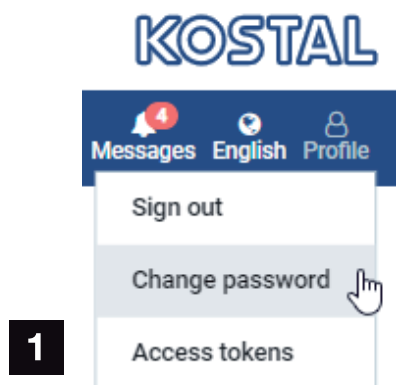 KOSTAL
4
Messages English Profile
Sign out
Change password
1
Access tokens